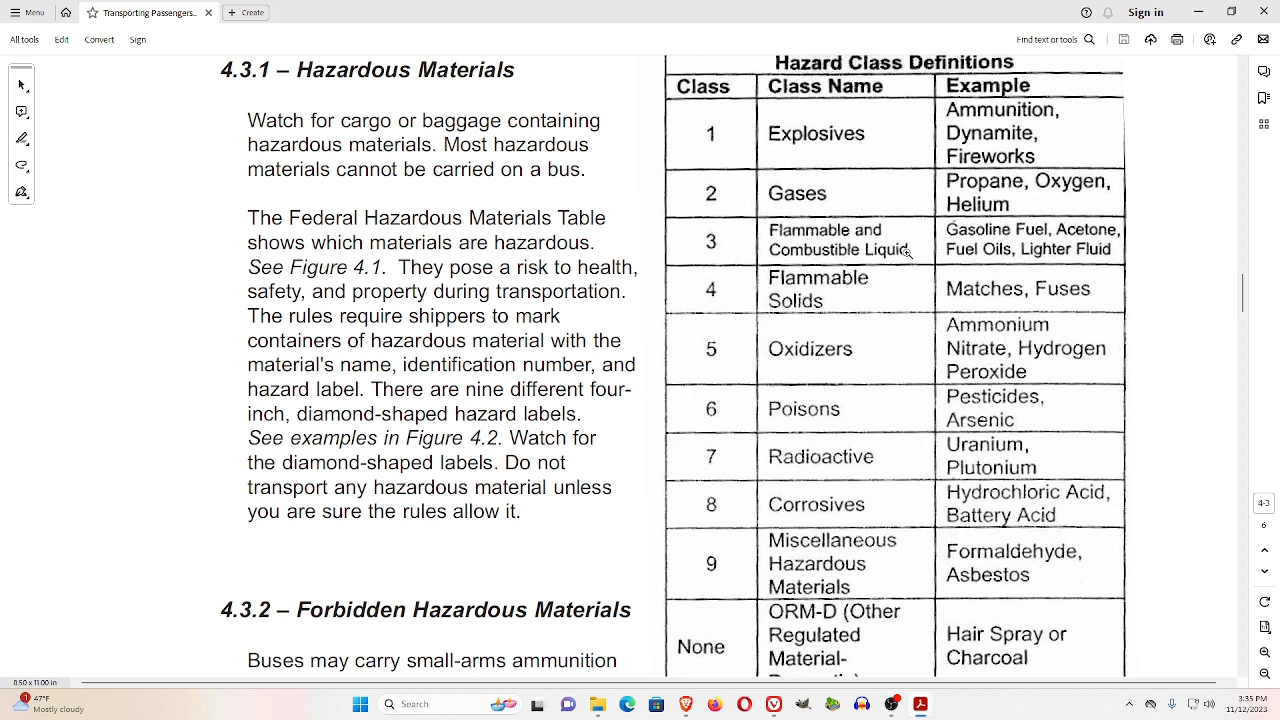 Menu
Transporting Passengers...
Create
Sign in
All tools
Edit
Convert
Sign
Find text or tools
4.3.1 – Hazardous Materials
Watch for cargo or baggage containing
hazardous materials. Most hazardous
materials cannot be carried on a bus.
The Federal Hazardous Materials Table
shows which materials are hazardous.
See Figure 4.1. They pose a risk to health,
safety, and property during transportation.
The rules require shippers to mark
containers of hazardous material with the
material's name, identification number, and
hazard label. There are nine different four-
inch, diamond-shaped hazard labels.
See examples in Figure 4.2. Watch for
the diamond-shaped labels. Do not
transport any hazardous material unless
you are sure the rules allow it.
4.3.2 – Forbidden Hazardous Materials
Buses may carry small-arms ammunition
Hazard Class Definitions
Class Class Name Example
1 Explosives Ammunition,
Dynamite,
Fireworks
2 Gases Propane, Oxygen,
Helium
3 Flammable and Gasoline Fuel, Acetone,
Combustible Liquid Fuel Oils, Lighter Fluid
4 Flammable Matches, Fuses
Solids
5 Oxidizers Ammonium
Nitrate, Hydrogen
Peroxide
6 Poisons Pesticides,
Arsenic
7 Radioactive Uranium,
Plutonium
8 Corrosives Hydrochloric Acid,
Battery Acid
9 Miscellaneous Formaldehyde,
Hazardous Asbestos
Materials
None ORM-D (Other Hair Spray or
Regulated Charcoal
Material-
4-3
6
8.50 x 11.00 in
1
47°F
Mostly cloudy
Search
3:35 PM
11/12/2023